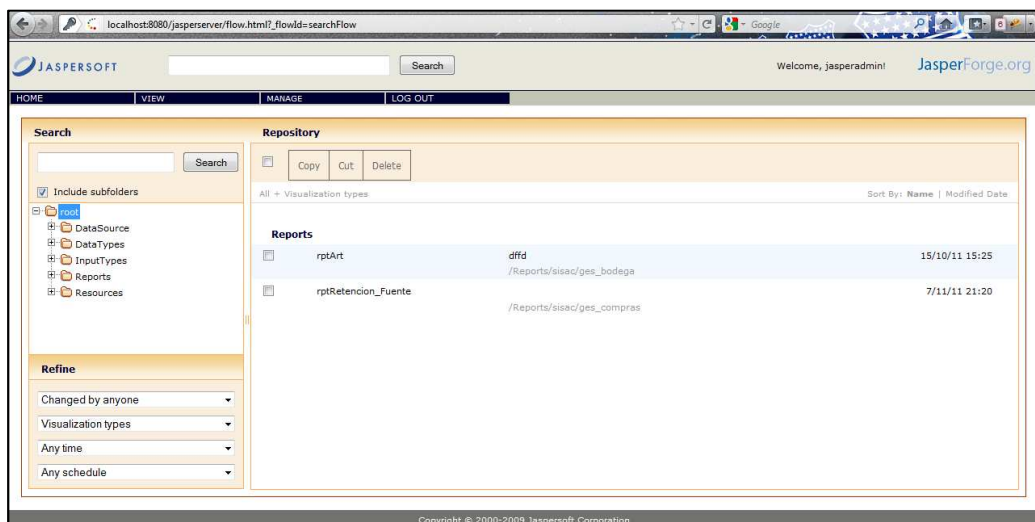 localhost:8080/jasperserver/flow.html?_flowId=searchFlow
Google
JASPERSOFT
Search
Welcome, jasperadmin!
JasperForge.org
HOME VIEW MANAGE LOG OUT
Search
Search
Include subfolders
root
DataSource
DataTypes
InputTypes
Reports
Resources
Refine
Changed by anyone
Visualization types
Any time
Any schedule
Repository
Copy Cut Delete
All + Visualization types
Sort By: Name | Modified Date
Reports
rptArt dffd 15/10/11 15:25
/Reports/sisac/ges_bodega
rptRetencion_Fuente 7/11/11 21:20
/Reports/sisac/ges_compras
Copyright © 2000-2009 Jaspersoft Corporation